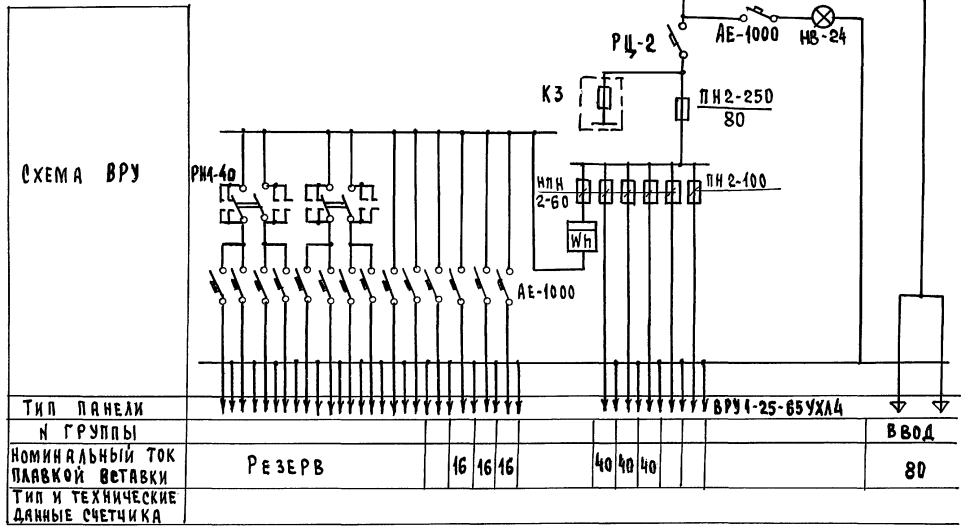 РЦ-2
АЕ-1000
НВ-24
КЗ
ПН2-250
80
СХЕМА ВРУ
РН1-40
НПН
2-60
ПН2-100
Wh
АЕ-1000
ТИП ПАНЕЛИ
ВРУ1-25-65УХЛ4
N ГРУППЫ
ВВОД
НОМИНАЛЬНЫЙ ТОК
ПЛАВКОЙ ВСТАВКИ
РЕЗЕРВ 16 16 16 40 40 40 80
ТИП И ТЕХНИЧЕСКИЕ
ДАННЫЕ СЧЕТЧИКА